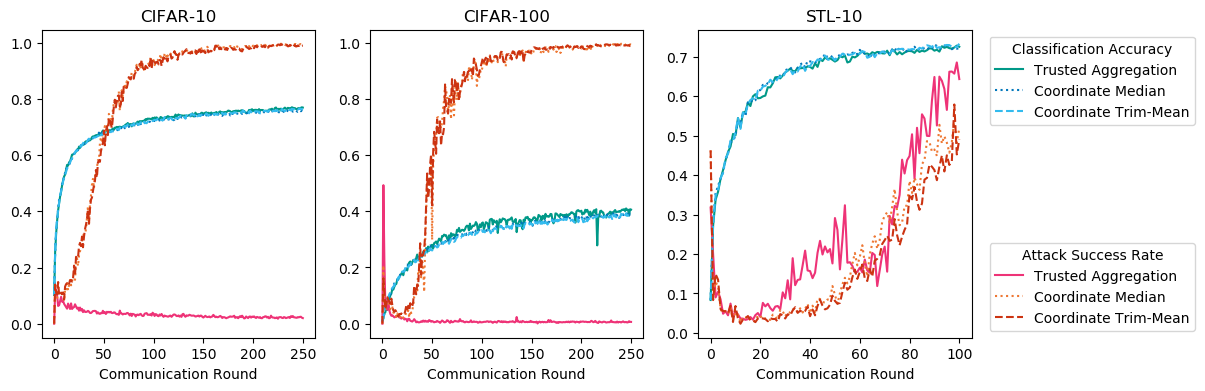 CIFAR-10
1.0
0.8
0.6
0.4
0.2
0.0
0
50
100
150
200
250
Communication Round
CIFAR-100
1.0
0.8
0.6
0.4
0.2
0.0
0
50
100
150
200
250
Communication Round
STL-10
0.7
0.6
0.5
0.4
0.3
0.2
0.1
0.0
0
20
40
60
80
100
Communication Round
Classification Accuracy
Trusted Aggregation
Coordinate Median
Coordinate Trim-Mean
Attack Success Rate
Trusted Aggregation
Coordinate Median
Coordinate Trim-Mean